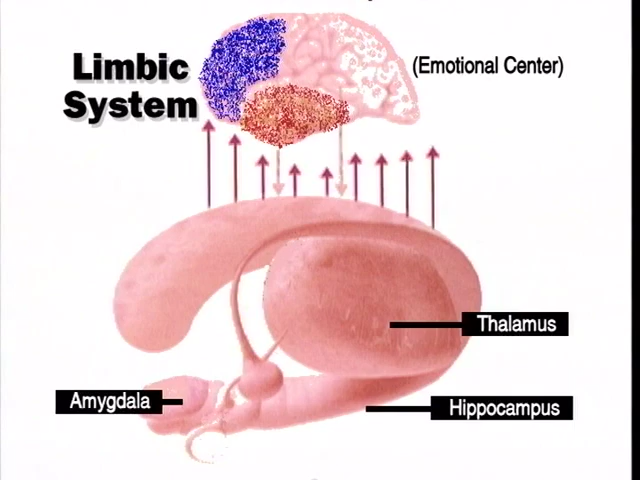 Limbic
System
(Emotional Center)
Thalamus
Amygdala
Hippocampus